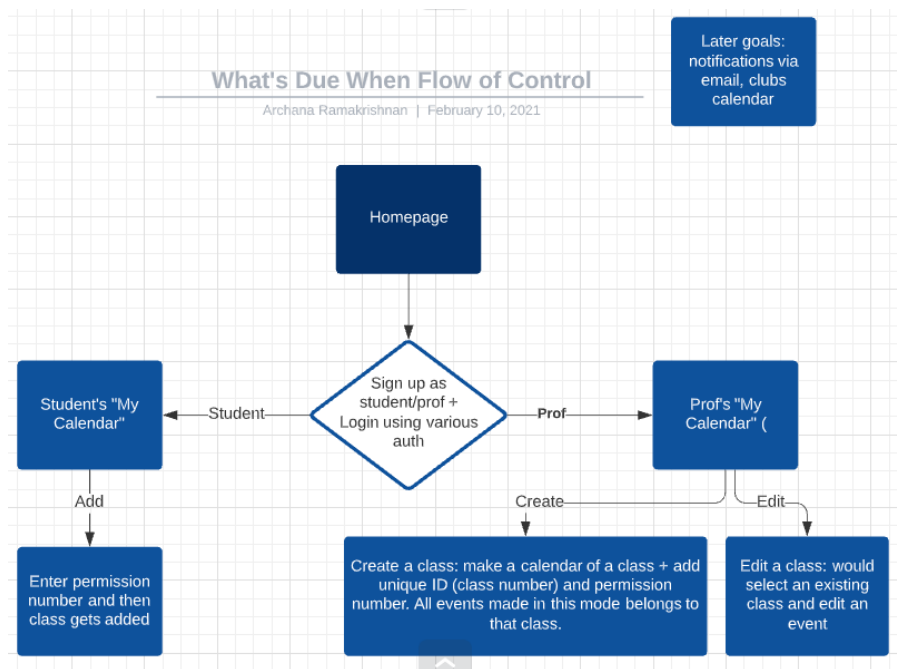 Later goals:
notifications via
email, clubs
calendar
What's Due When Flow of Control
Archana Ramakrishnan | February 10, 2021
Homepage
Sign up as
student/prof +
Login using various
auth
Student
Prof
Student's "My
Calendar"
Prof's "My
Calendar" (
Add
Create
Edit
Enter permission
number and then
class gets added
Create a class: make a calendar of a class + add
unique ID (class number) and permission
number. All events made in this mode belongs to
that class.
Edit a class: would
select an existing
class and edit an
event